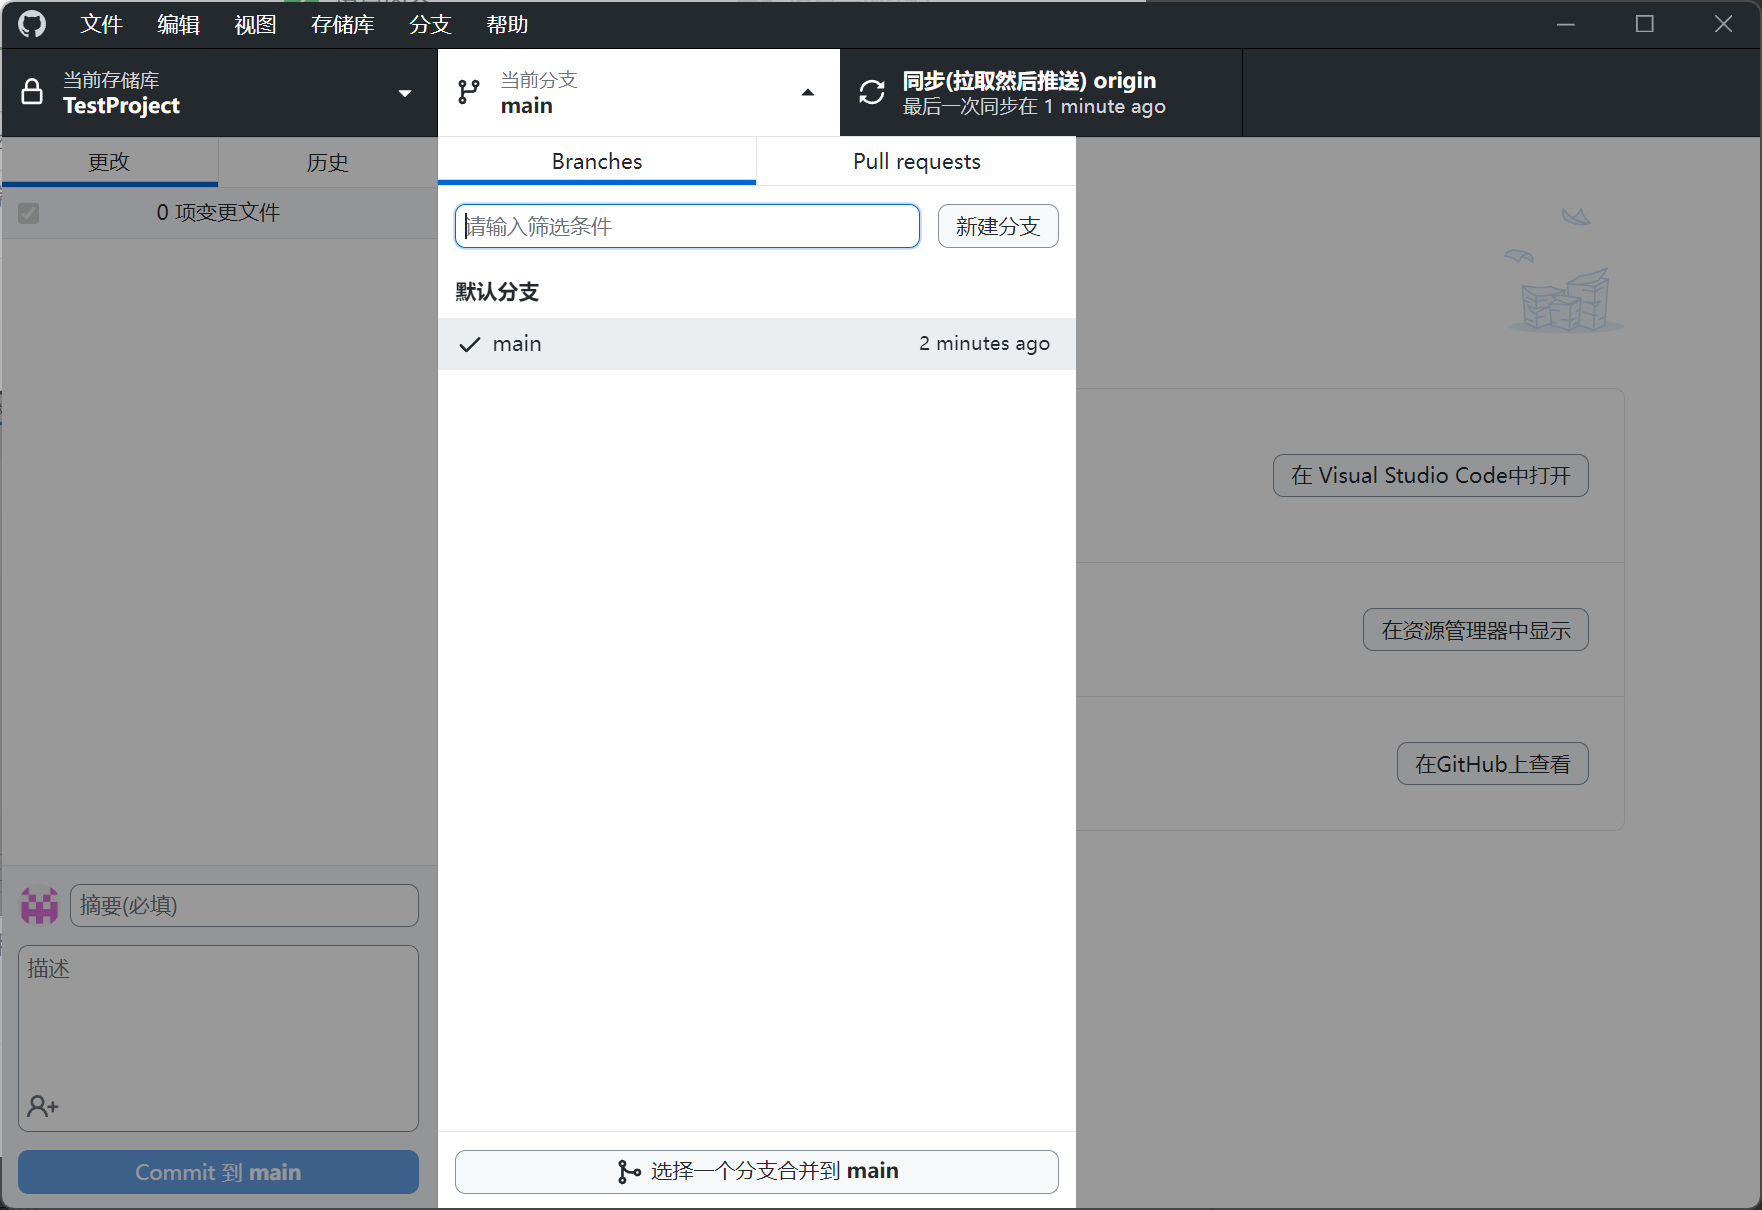 文件 编辑 视图 存储库 分支 帮助
当前存储库
TestProject
当前分支
main
同步(拉取然后推送) origin
最后一次同步在 1 minute ago
更改 历史
0 项变更文件
Branches Pull requests
请输入筛选条件 新建分支
默认分支
main 2 minutes ago
在 Visual Studio Code中打开
在资源管理器中显示
在GitHub上查看
摘要(必填)
描述
Commit 到 main
选择一个分支合并到 main